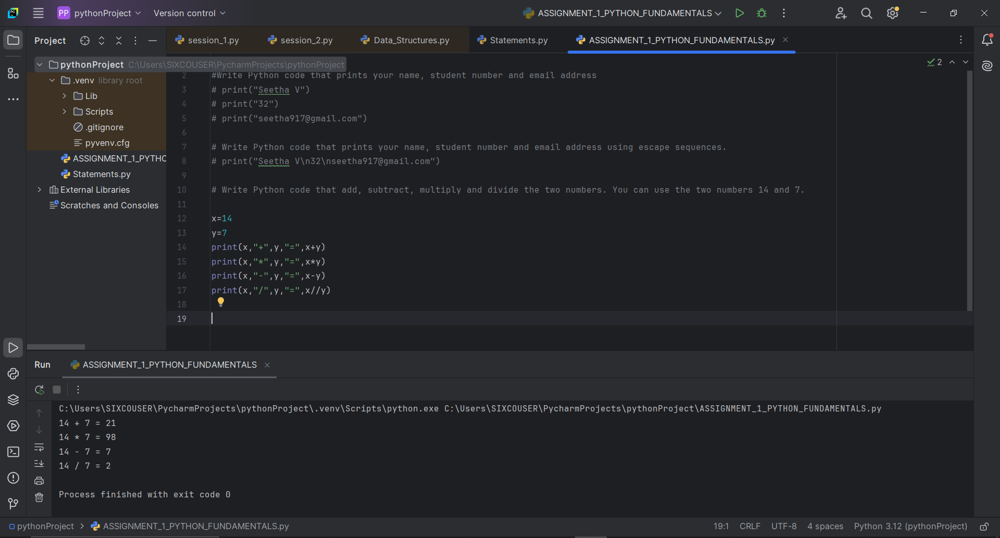 PC
PP pythonProject Version control ASSIGNMENT_1_PYTHON_FUNDAMENTALS
Project
session_1.py session_2.py Data_Structures.py Statements.py ASSIGNMENT_1_PYTHON_FUNDAMENTALS.py
pythonProject C:\Users\SIXCOUSER\PycharmProjects\pythonProject
.venv library root
Lib
Scripts
.gitignore
pyvenv.cfg
ASSIGNMENT_1_PYTHO
Statements.py
External Libraries
Scratches and Consoles
2
2 #Write Python code that prints your name, student number and email address
3 # print("Seetha V")
4 # print("32")
5 # print("seetha917@gmail.com")
6
7 # Write Python code that prints your name, student number and email address using escape sequences.
8 # print("Seetha V\n32\nseetha917@gmail.com")
9
10 # Write Python code that add, subtract, multiply and divide the two numbers. You can use the two numbers 14 and 7.
11
12 x=14
13 y=7
14 print(x,"+",y,"=",x+y)
15 print(x,"*",y,"=",x*y)
16 print(x,"-",y,"=",x-y)
17 print(x,"/",y,"=",x//y)
18
19
Run ASSIGNMENT_1_PYTHON_FUNDAMENTALS
C:\Users\SIXCOUSER\PycharmProjects\pythonProject\.venv\Scripts\python.exe C:\Users\SIXCOUSER\PycharmProjects\pythonProject\ASSIGNMENT_1_PYTHON_FUNDAMENTALS.py
14 + 7 = 21
14 * 7 = 98
14 - 7 = 7
14 / 7 = 2
Process finished with exit code 0
pythonProject > ASSIGNMENT_1_PYTHON_FUNDAMENTALS.py 19:1 CRLF UTF-8 4 spaces Python 3.12 (pythonProject)